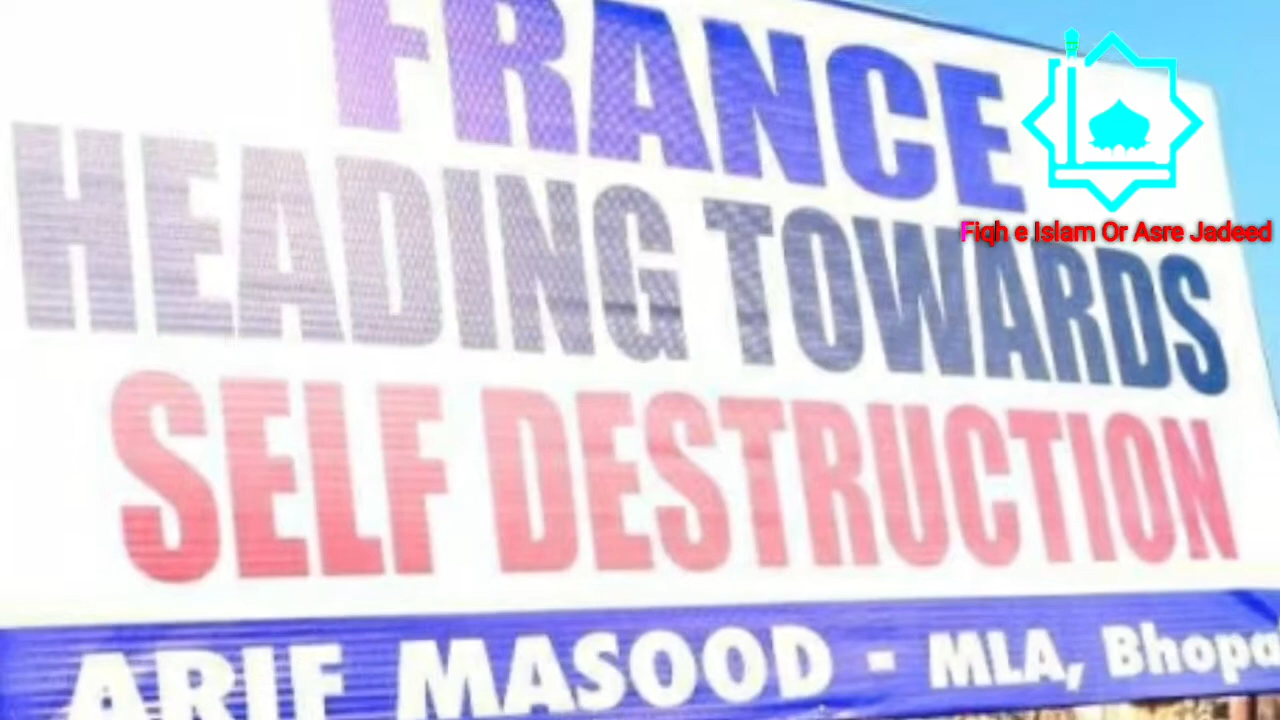 FRANCE
Fiqh e Islam Or Asre Jadeed
HEADING TOWARDS
SELF DESTRUCTION
ARIF MASOOD - MLA, Bhopa